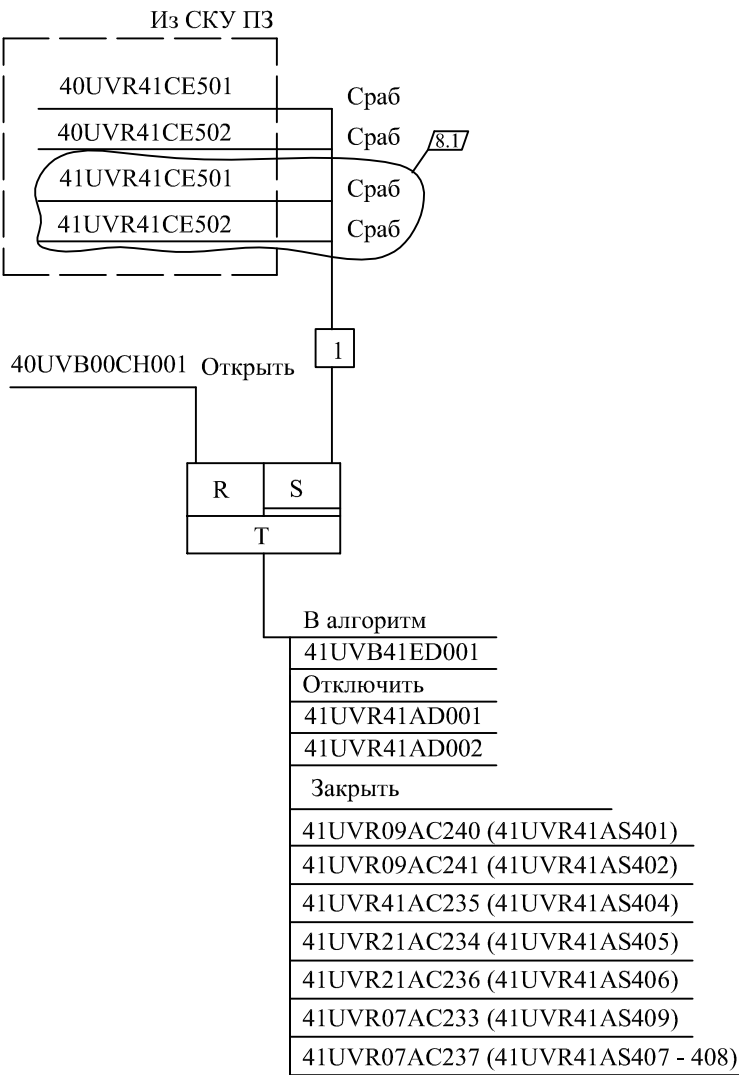 Из СКУ ПЗ
40UVR41CE501 Сраб
40UVR41CE502 Сраб
8.1
41UVR41CE501 Сраб
41UVR41CE502 Сраб
1
40UVB00CH001 Открыть
R S
T
В алгоритм
41UVB41ED001
Отключить
41UVR41AD001
41UVR41AD002
Закрыть
41UVR09AC240 (41UVR41AS401)
41UVR09AC241 (41UVR41AS402)
41UVR41AC235 (41UVR41AS404)
41UVR21AC234 (41UVR41AS405)
41UVR21AC236 (41UVR41AS406)
41UVR07AC233 (41UVR41AS409)
41UVR07AC237 (41UVR41AS407 - 408)